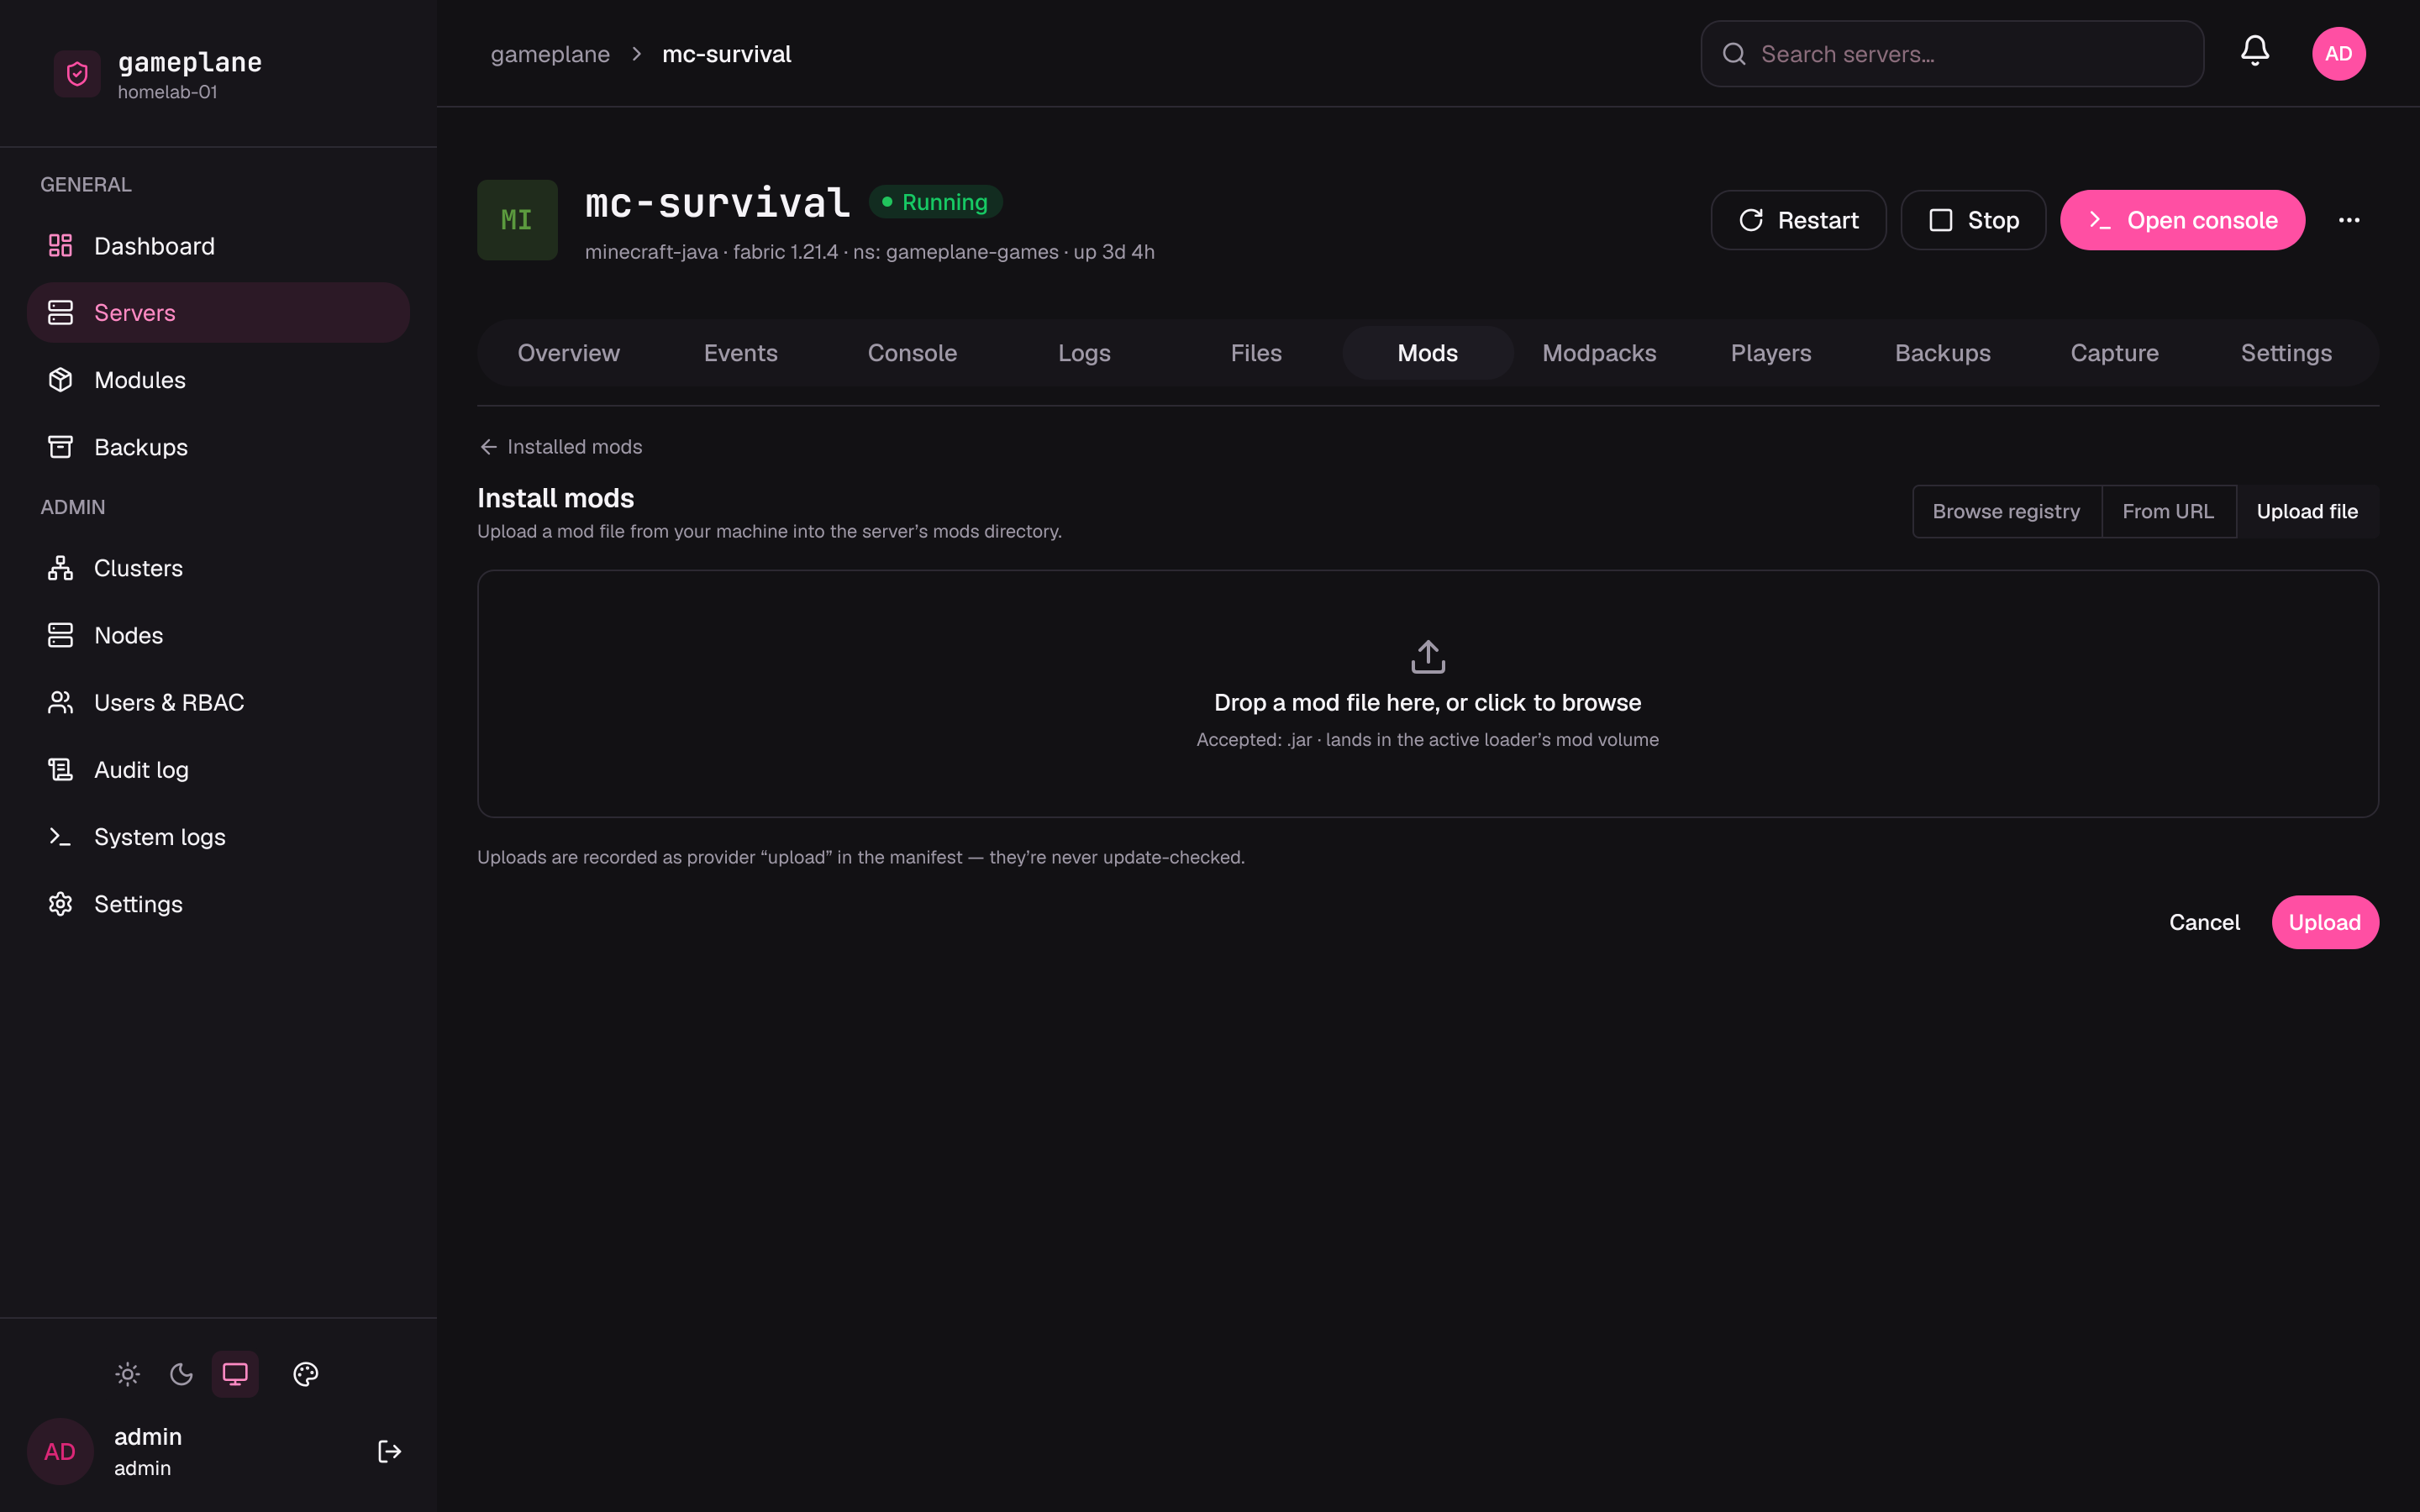 gameplane
homelab-01
GENERAL
Dashboard
Servers
Modules
Backups
ADMIN
Clusters
Nodes
Users & RBAC
Audit log
System logs
Settings
AD
admin
admin
gameplane
mc-survival
Search servers...
AD
MI
mc-survival
Running
minecraft-java · fabric 1.21.4 · ns: gameplane-games · up 3d 4h
Restart
Stop
Open console
Overview
Events
Console
Logs
Files
Mods
Modpacks
Players
Backups
Capture
Settings
Installed mods
Install mods
Upload a mod file from your machine into the server’s mods directory.
Browse registry
From URL
Upload file
Drop a mod file here, or click to browse
Accepted: .jar · lands in the active loader’s mod volume
Uploads are recorded as provider “upload” in the manifest — they’re never update-checked.
Cancel
Upload